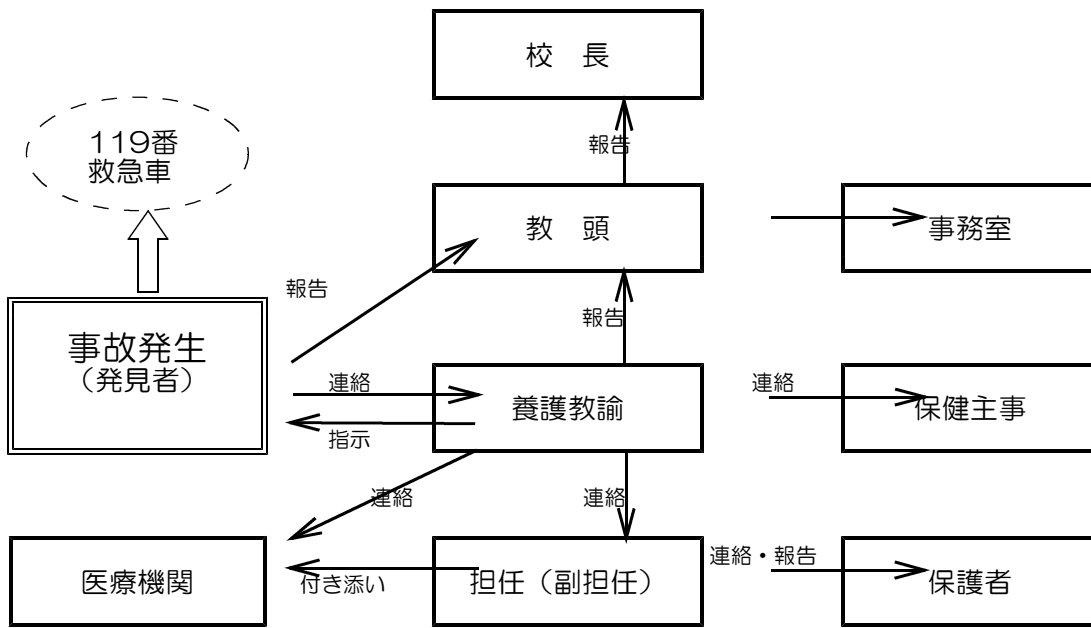 校　長
119番
救急車
報告
教　頭
事務室
報告
報告
事故発生
（発見者）
連絡
養護教諭
連絡
保健主事
指示
連絡
連絡
医療機関
付き添い
担任（副担任）
連絡・報告
保護者